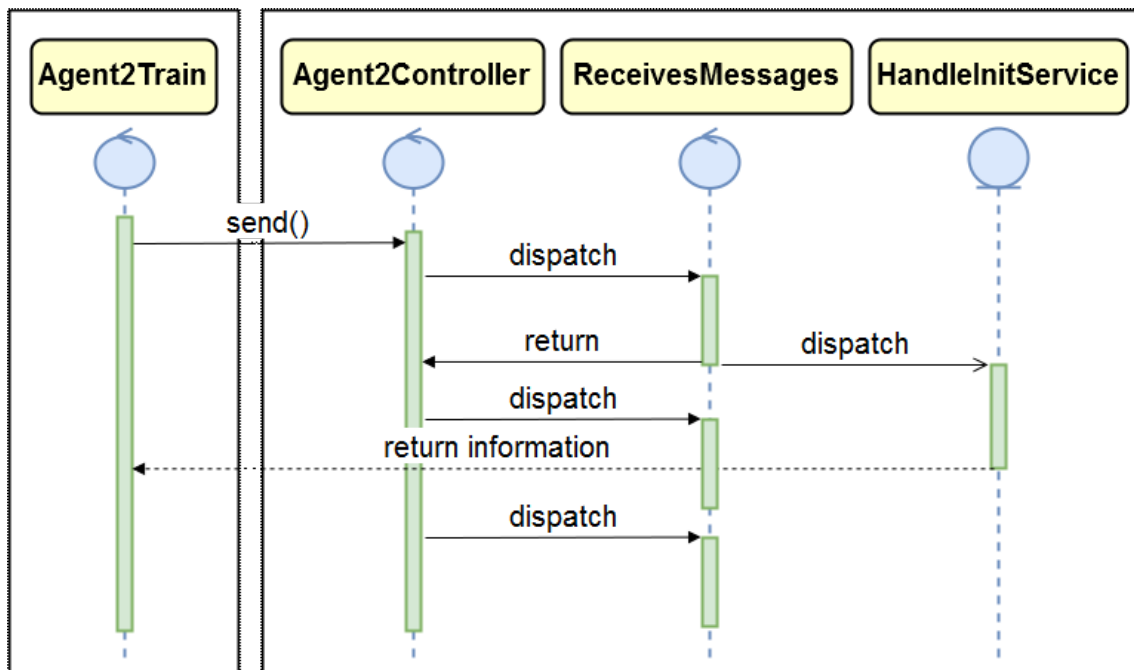 Agent2Train
Agent2Controller
ReceivesMessages
HandleInitService
send()
dispatch
return
dispatch
dispatch
return information
dispatch